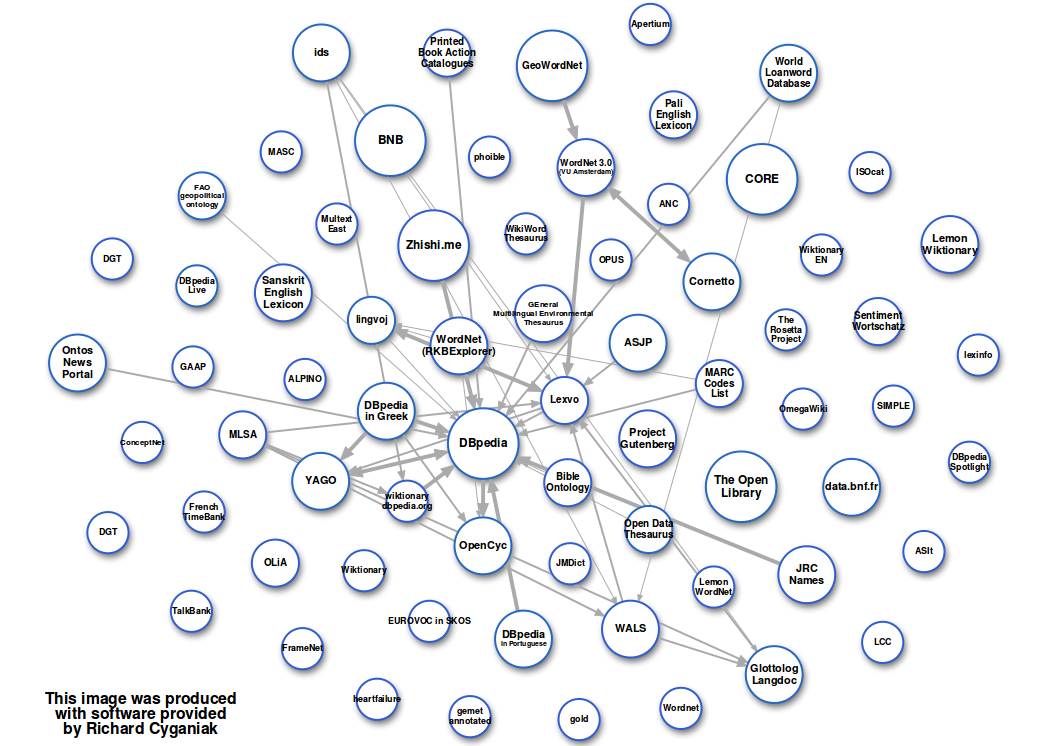 Apertium
ids
Printed
Book Action
Catalogues
GeoWordNet
World
Loanword
Database
Pali
English
Lexicon
BNB
MASC
phoible
WordNet 3.0
(VU Amsterdam)
CORE
ISOcat
FAO
geopolitical
ontology
ANC
Multext
East
WikiWord
Thesaurus
Zhishi.me
Lemon
Wiktionary
Wiktionary
EN
DGT
OPUS
DBpedia
Live
Sanskrit
English
Lexicon
Cornetto
GEneral
Multilingual Environmental
Thesaurus
lingvoj
Sentiment
Wortschatz
The
Rosetta
Project
WordNet
(RKBExplorer)
ASJP
lexinfo
Ontos
News
Portal
GAAP
ALPINO
MARC
Codes
List
Lexvo
DBpedia
in Greek
OmegaWiki
SIMPLE
MLSA
ConceptNet
DBpedia
Project
Gutenberg
DBpedia
Spotlight
YAGO
Bible
Ontology
The Open
Library
data.bnf.fr
wiktionary
dbpedia.org
French
TimeBank
Open Data
Thesaurus
DGT
OpenCyc
ASIt
OLiA
Wiktionary
JMDict
JRC
Names
Lemon
WordNet
TalkBank
EUROVOC in SKOS
WALS
DBpedia
in Portuguese
FrameNet
LCC
Glottolog
Langdoc
heartfailure
gemet
annotated
gold
Wordnet
This image was produced
with software provided
by Richard Cyganiak